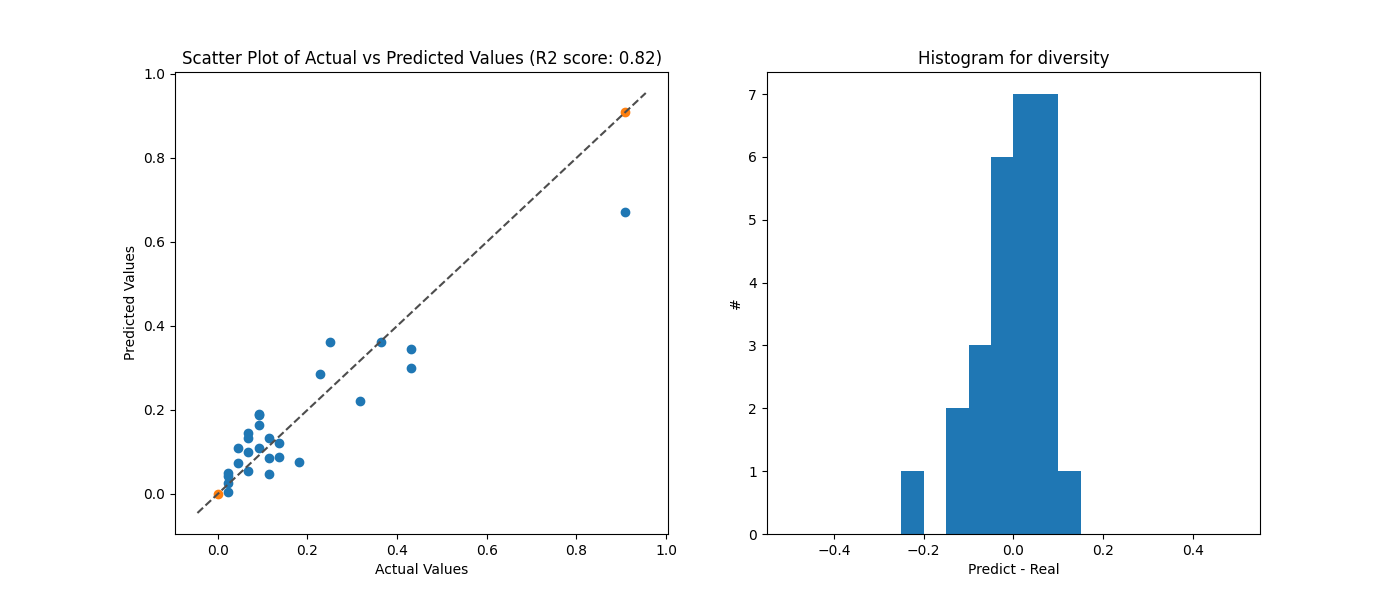 Scatter Plot of Actual vs Predicted Values (R2 score: 0.82)
1.0
0.8
0.6
0.4
0.2
0.0
Predicted Values
0.0 0.2 0.4 0.6 0.8 1.0
Actual Values
Histogram for diversity
7
6
5
4
3
2
1
0
#
−0.4 −0.2 0.0 0.2 0.4
Predict - Real